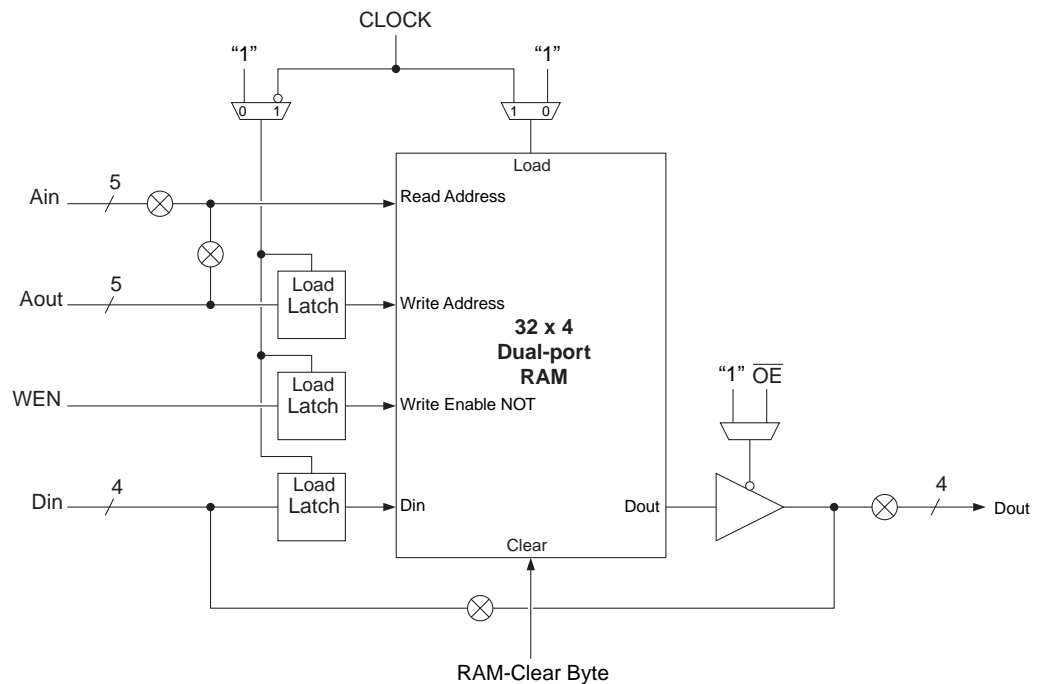 CLOCK
“1”
“1”
0 1
1 0
Load
Ain
5
Read Address
Aout
5
Load
Latch
Write Address
32 x 4
Dual-port
RAM
“1” OE
WEN
Load
Latch
Write Enable NOT
Din
4
Load
Latch
Din
Dout
4
Dout
Clear
RAM-Clear Byte